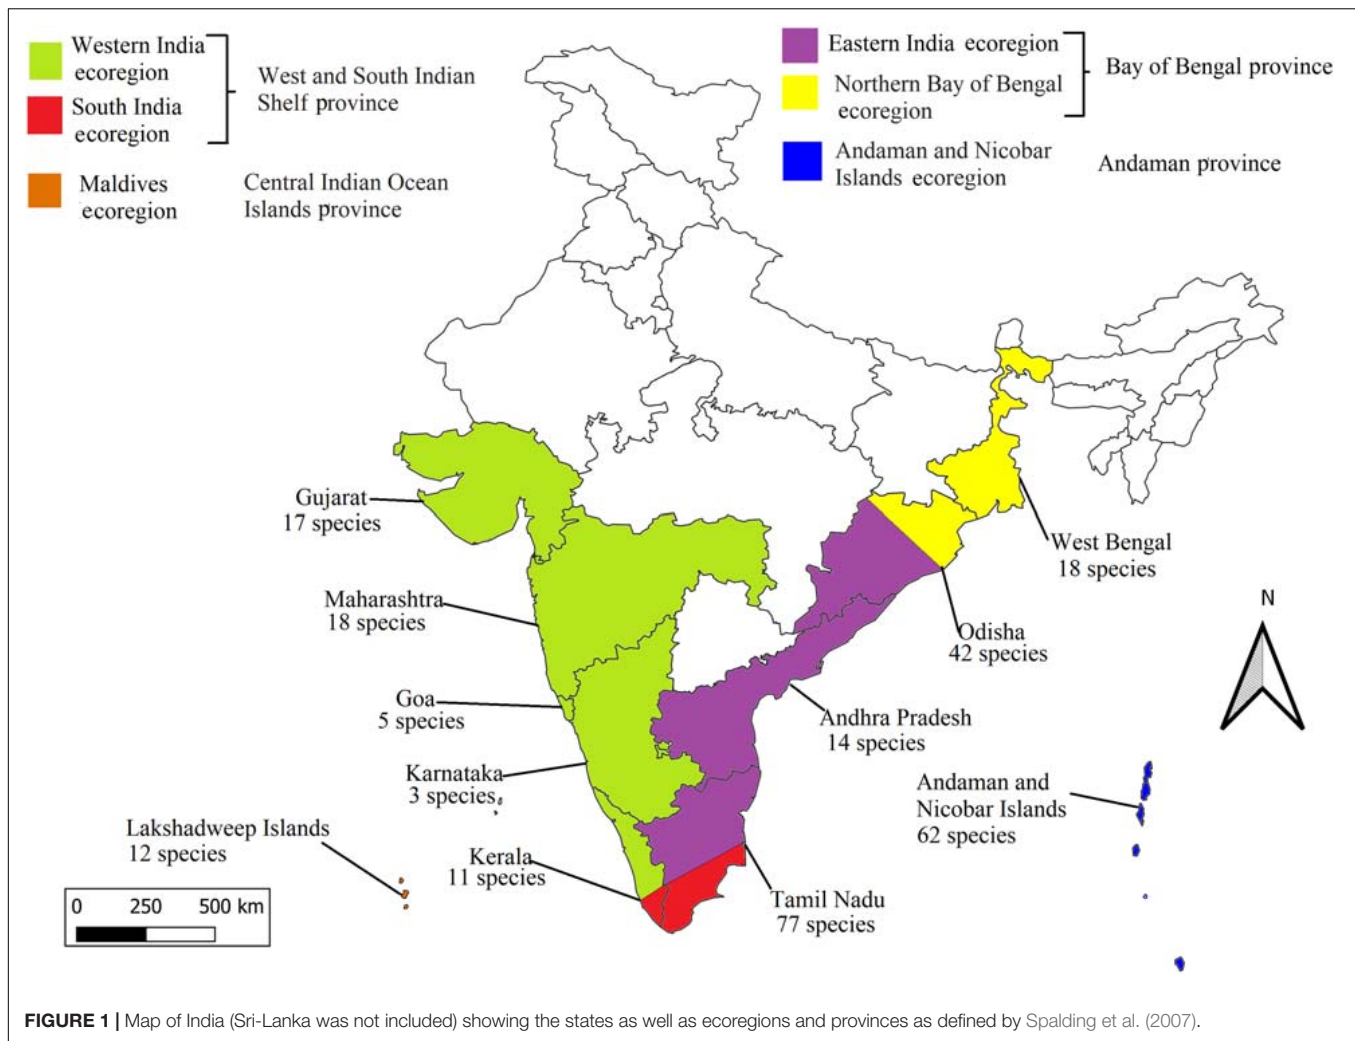 Western India
ecoregion
South India
ecoregion
West and South Indian
Shelf province
Maldives
ecoregion
Central Indian Ocean
Islands province
Eastern India ecoregion
Northern Bay of Bengal
ecoregion
Bay of Bengal province
Andaman and Nicobar
Islands ecoregion
Andaman province
Gujarat
17 species
Maharashtra
18 species
Goa
5 species
Karnataka
3 species
Lakshadweep Islands
12 species
Kerala
11 species
West Bengal
18 species
Odisha
42 species
Andhra Pradesh
14 species
Andaman and
Nicobar Islands
62 species
Tamil Nadu
77 species
N
0 250 500 km
FIGURE 1 | Map of India (Sri-Lanka was not included) showing the states as well as ecoregions and provinces as defined by Spalding et al. (2007).